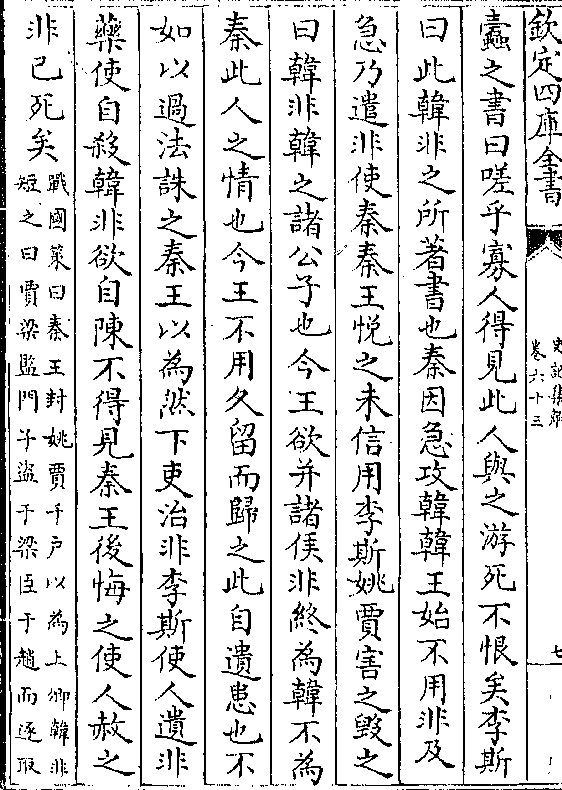 欽定四庫全書
史記集解
卷六十三
七
蠹之書曰嗟乎寡人得見此人與之游死不恨矣李斯
曰此韓非之所著書也秦因急攻韓韓王始不用非及
急乃遣非使秦秦王悅之未信用李斯姚賈害之毀之
曰韓非韓之諸公子也今王欲并諸侯非終為韓不為
秦此人之情也今王不用久留而歸之此自遺患也不
如以過法誅之秦王以為然下吏治非李斯使人遺非
藥使自殺韓非欲自陳不得見秦王後悔之使人赦之
非已死矣
戰國策曰秦王封姚賈千戶以為上卿韓非
短之曰賈梁監門子盜于梁臣于趙而逐取